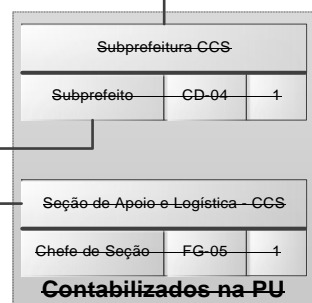 Subprefeitura CCS
Subprefeito CD-04 1
Seção de Apoio e Logística - CCS
Chefe de Seção FG-05 1
Contabilizados na PU